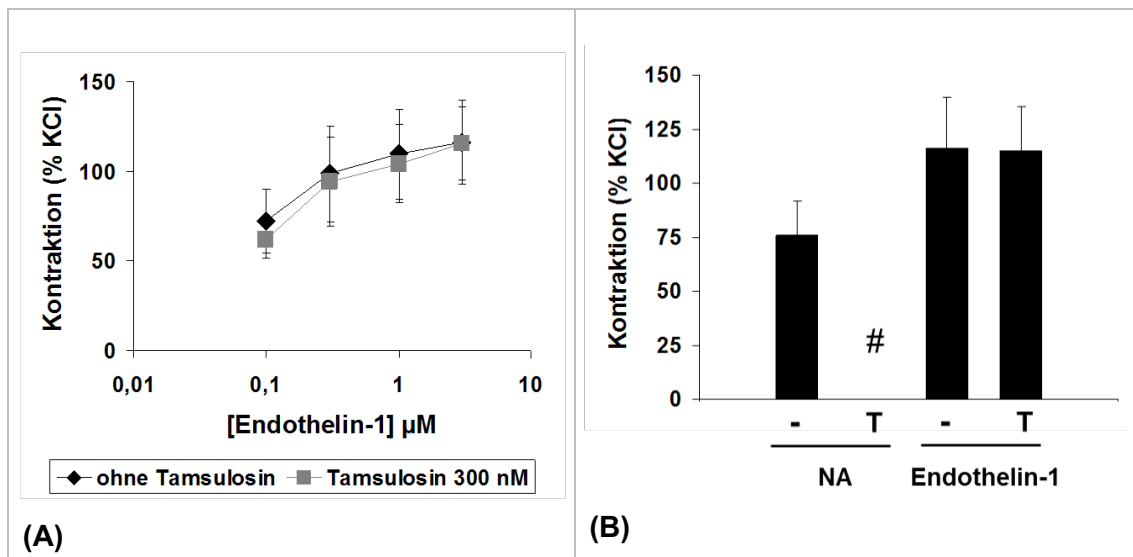 150
100
50
0
Kontraktion (% KCl)
0,01 0,1 1 10
[Endothelin-1] µM
ohne Tamsulosin Tamsulosin 300 nM
(A)
150
125
100
75
50
25
0
Kontraktion (% KCl)
#
- T - T
NA Endothelin-1
(B)